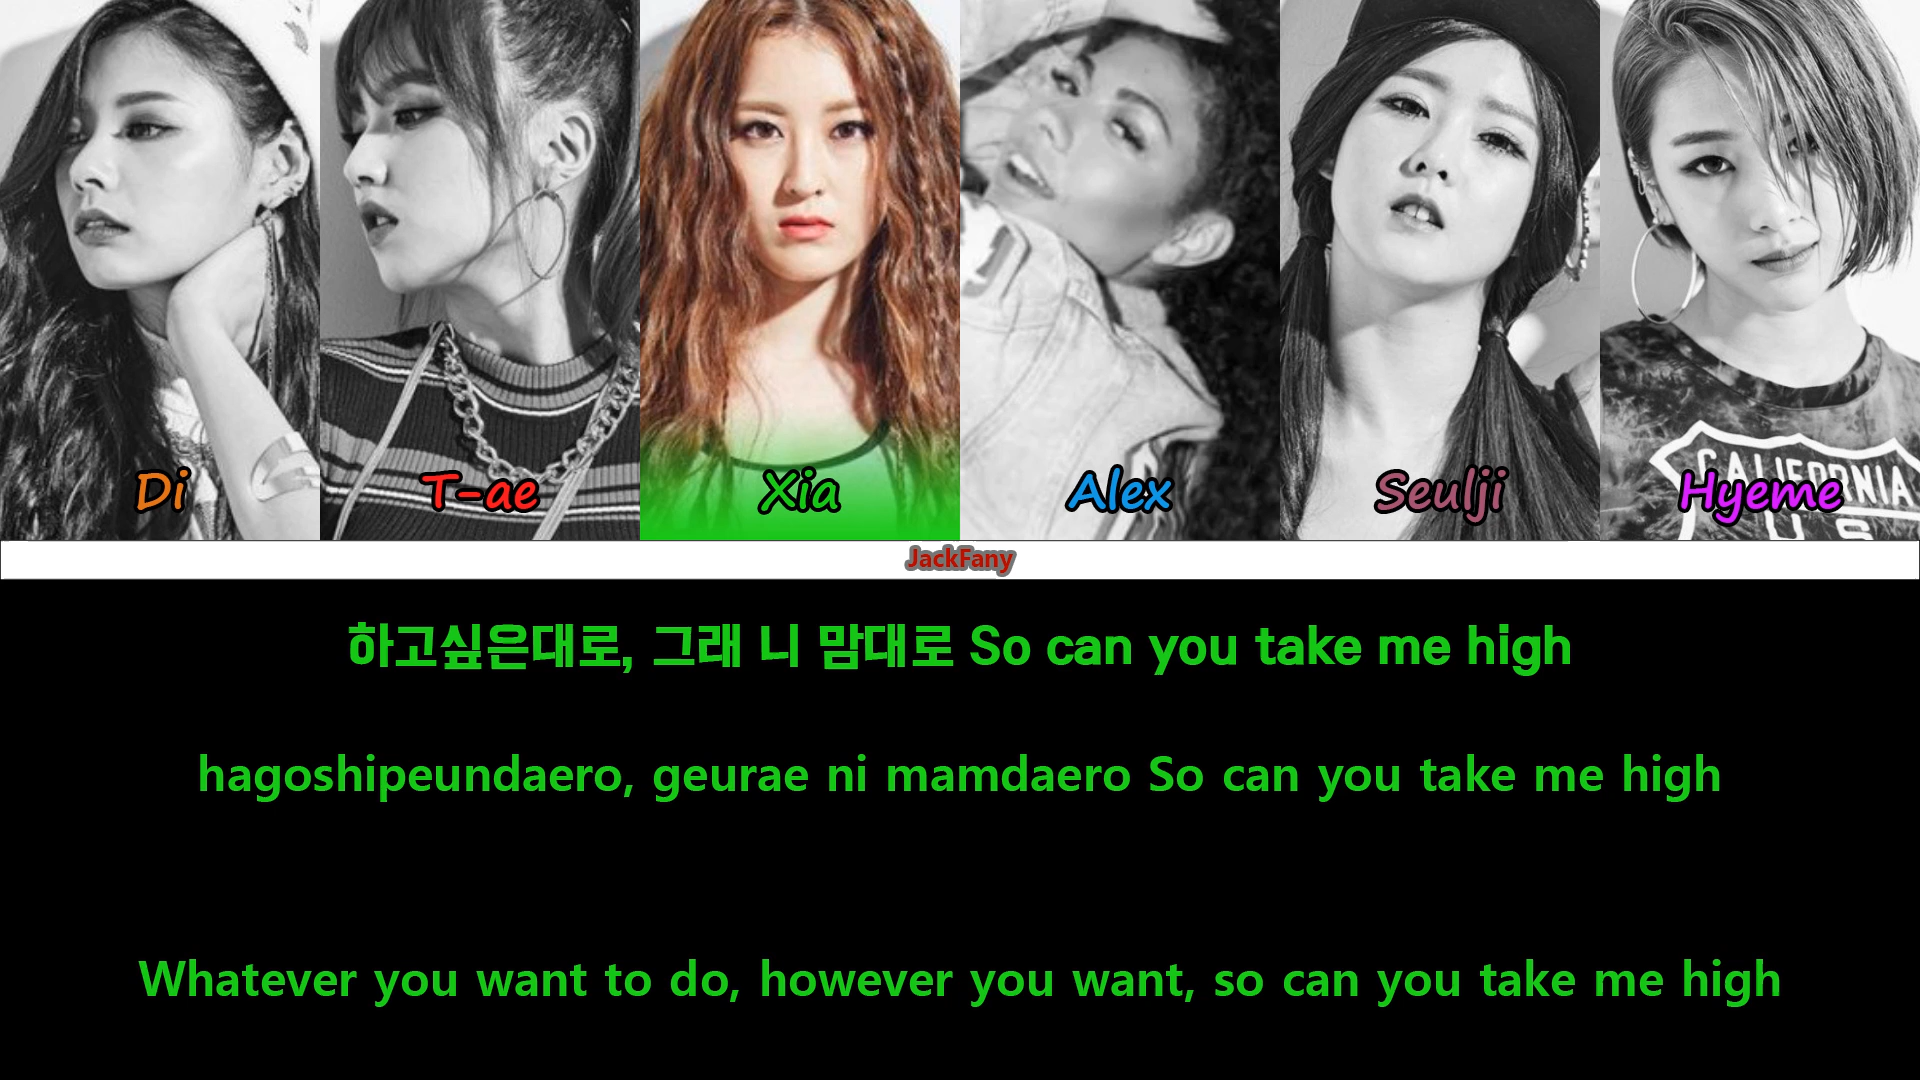 Di T-ae Xia Alex Seulji Hyeme
CALIFORNIA
U S
JackFany
하고싶은대로, 그래 니 맘대로 So can you take me high
hagoshipeundaero, geurae ni mamdaero So can you take me high
Whatever you want to do, however you want, so can you take me high